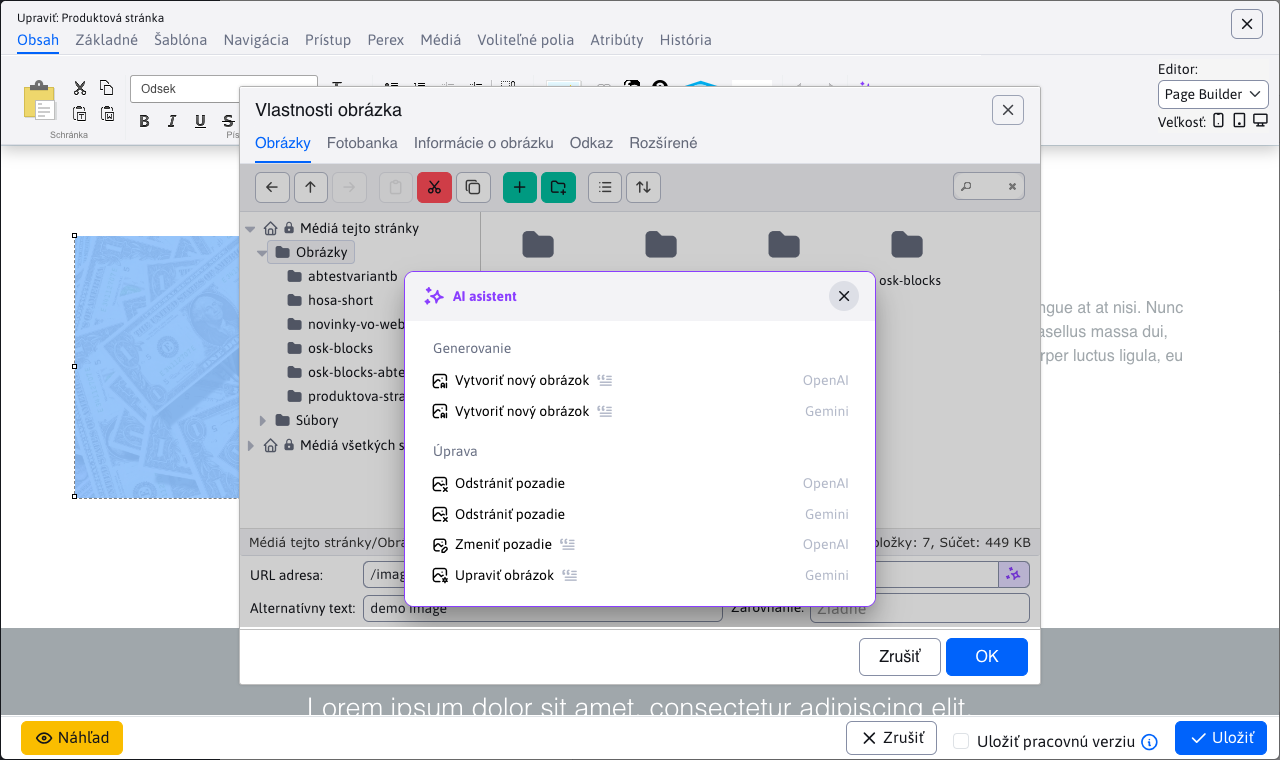 Upraviť: Produktová stránka
Obsah Základné Šablóna Navigácia Prístup Perex Médiá Voliteľné polia Atribúty História
Editor:
Odsek
Page Builder
Veľkosť:
B I U S
Schránka
Vlastnosti obrázka
Obrázky Fotobanka Informácie o obrázku Odkaz Rozšírené
Médiá tejto stránky
Obrázky
abtestvariantb
osk-blocks
hosa-short
novinky-vo-web
osk-blocks
osk-blocks-abte
produktova-stra
Súbory
Médiá všetkých s
AI asistent
Generovanie
Vytvoriť nový obrázok OpenAI
Vytvoriť nový obrázok Gemini
Úprava
Odstrániť pozadie OpenAI
Odstrániť pozadie Gemini
Zmeniť pozadie OpenAI
Upraviť obrázok Gemini
ngue at at nisi. Nunc
asellus massa dui,
rper luctus ligula, eu
Médiá tejto stránky/Obrá
oložky: 7, Súčet: 449 KB
URL adresa: /imag
Alternatívny text: demo image Zarovnanie: Žiadne
Zrušiť OK
Lorem ipsum dolor sit amet, consectetur adipiscing elit.
Náhľad Zrušiť Uložiť pracovnú verziu Uložiť